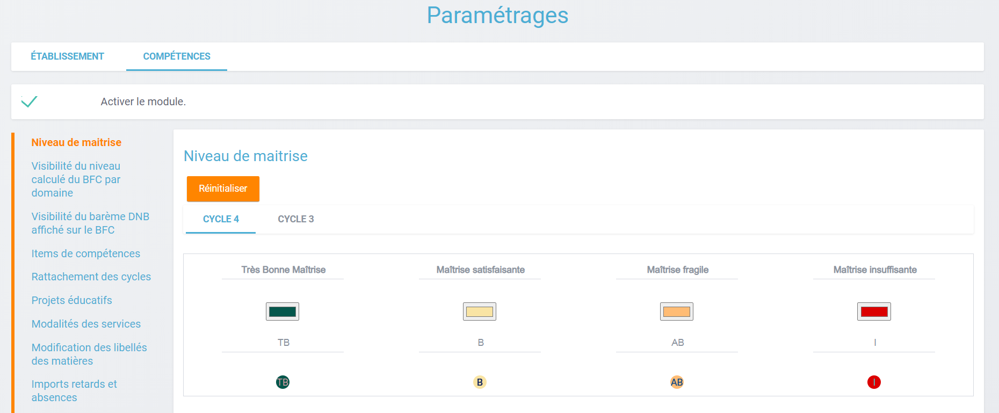 Paramétrages
ÉTABLISSEMENT COMPÉTENCES
Activer le module.
Niveau de maitrise
Visibilité du niveau
calculé du BFC par
domaine
Visibilité du barème DNB
affiché sur le BFC
Items de compétences
Rattachement des cycles
Projets éducatifs
Modalités des services
Modification des libellés
des matières
Imports retards et
absences
Niveau de maitrise
Réinitialiser
CYCLE 4 CYCLE 3
Très Bonne Maîtrise Maîtrise satisfaisante Maîtrise fragile Maîtrise insuffisante
TB B AB I
TB B AB I